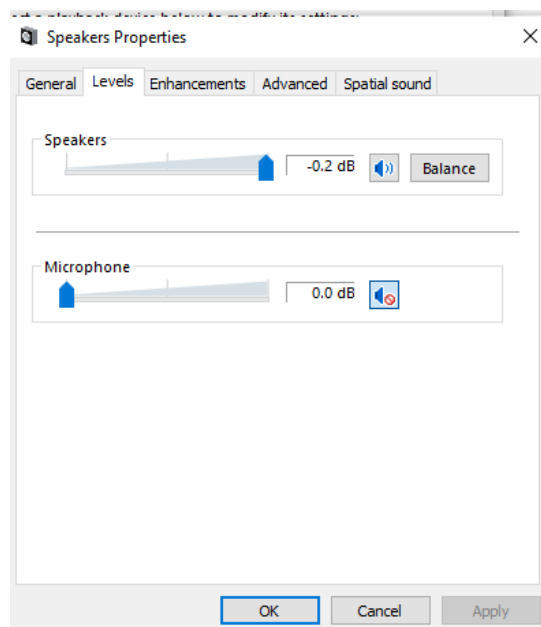 Speakers Properties
General Levels Enhancements Advanced Spatial sound
Speakers
-0.2 dB Balance
Microphone
0.0 dB
OK Cancel Apply